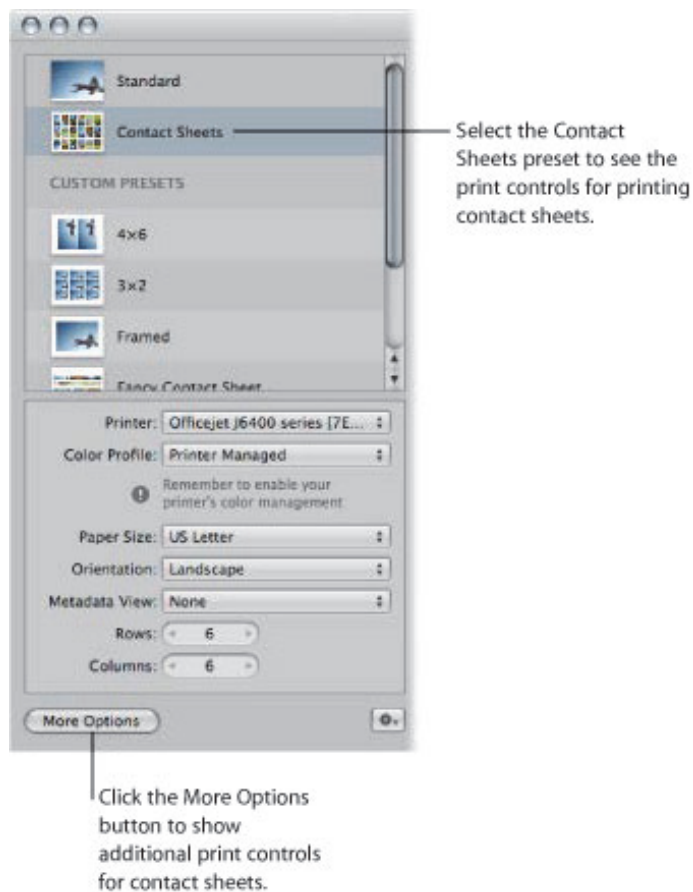 Standard
Contact Sheets
Select the Contact
Sheets preset to see the
print controls for printing
contact sheets.
CUSTOM PRESETS
4×6
3×2
Framed
Fancy Contact Sheet
Printer: Officejet J6400 series [7E... 
Color Profile: Printer Managed
Remember to enable your
printer's color management
Paper Size: US Letter
Orientation: Landscape
Metadata View: None
Rows: 6
Columns: 6
More Options
Click the More Options
button to show
additional print controls
for contact sheets.